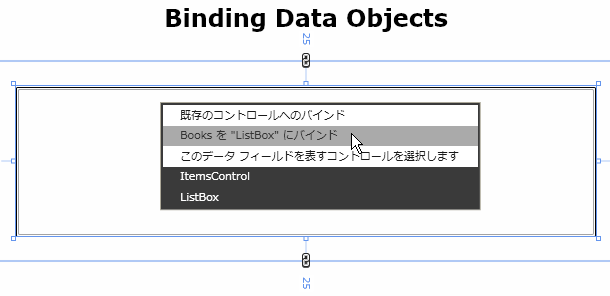 Binding Data Objects
25
既存のコントロールへのバインド
Books を "ListBox" にバインド
このデータ フィールドを表すコントロールを選択します
ItemsControl
ListBox
25